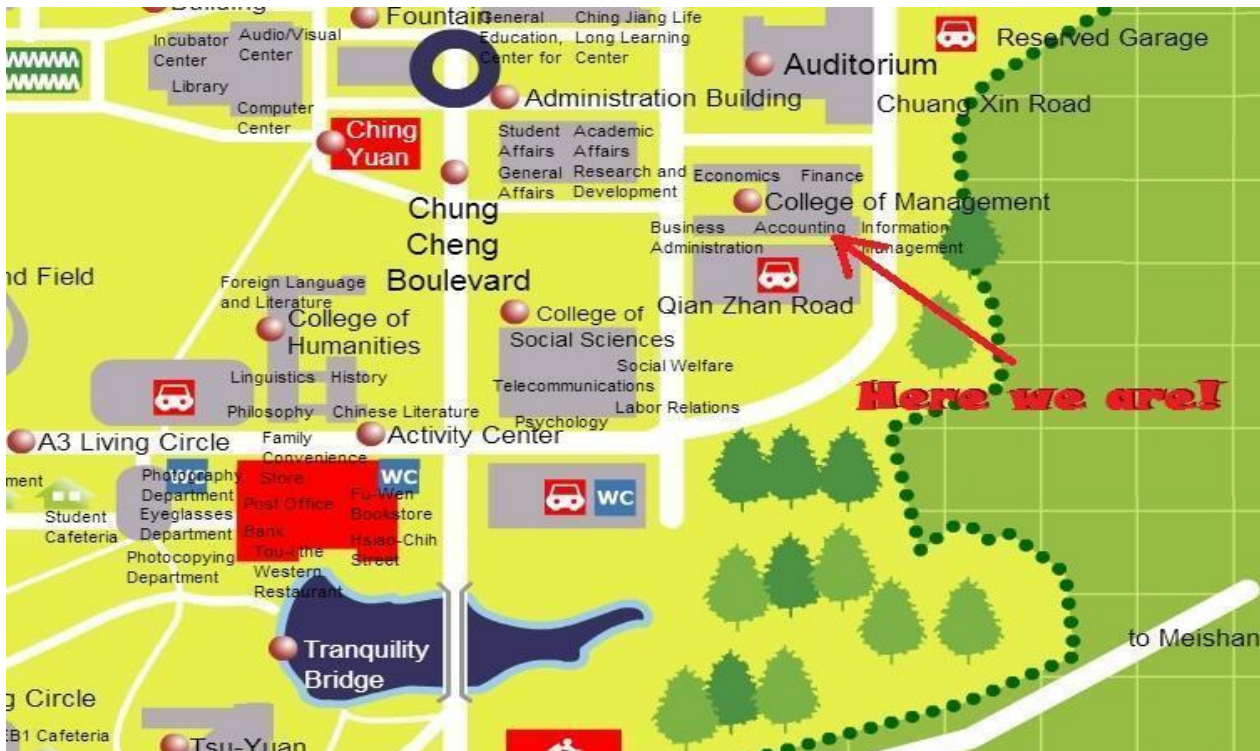 Building
Fountain
General
Education,
Center for
Ching Jiang Life
Long Learning
Center
Incubator
Center
Audio/Visual
Center
Library
Computer
Center
Reserved Garage
Auditorium
Chuang Xin Road
Administration Building
Ching
Yuan
Student
Affairs
General
Affairs
Academic
Affairs
Research and
Development
Economics
Finance
College of Management
Business
Administration
Accounting
Information
Management
Chung
Cheng
Boulevard
nd Field
Foreign Language
and Literature
College of
Humanities
College of
Social Sciences
Qian Zhan Road
Social Welfare
Telecommunications
Labor Relations
Psychology
Here we are!
Linguistics
History
Philosophy
Chinese Literature
A3 Living Circle
Activity Center
Family
Convenience
Store
WC
WC
WC
Photography
Department
Eyeglasses
Department
Photocopying
Department
Post Office
Bank
Fu-Wen
Bookstore
Hsiao-Chih
Street
Tou-I the
Western
Restaurant
ment
Student
Cafeteria
Tranquility
Bridge
to Meishan
g Circle
EB1 Cafeteria
Tsu-Yuan